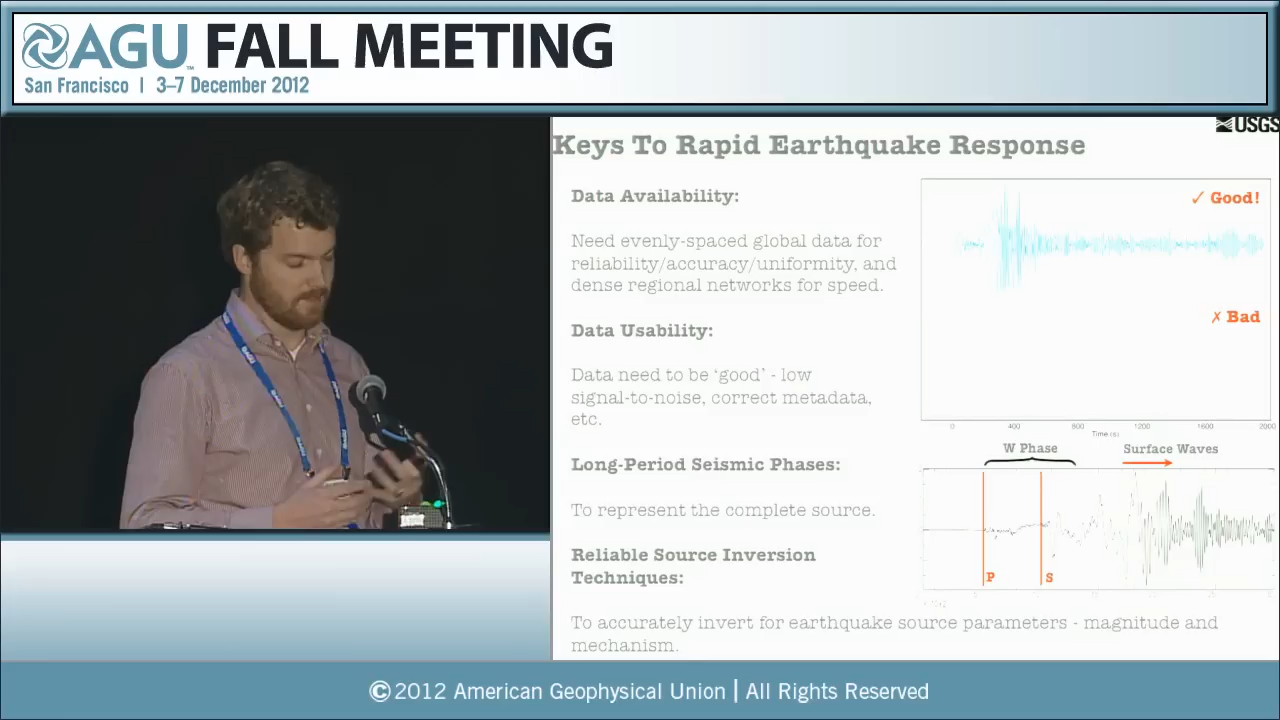 AGU FALL MEETING
TM
San Francisco | 3–7 December 2012
USGS
Keys To Rapid Earthquake Response
Data Availability:
Need evenly-spaced global data for
reliability/accuracy/uniformity, and
dense regional networks for speed.
Data Usability:
Data need to be ‘good’ - low
signal-to-noise, correct metadata,
etc.
Long-Period Seismic Phases:
To represent the complete source.
Reliable Source Inversion
Techniques:
To accurately invert for earthquake source parameters - magnitude and
mechanism.
✓ Good!
✗ Bad
0 400 800 1200 1600 2000
Time (s)
W Phase
Surface Waves
P S
©2012 American Geophysical Union | All Rights Reserved